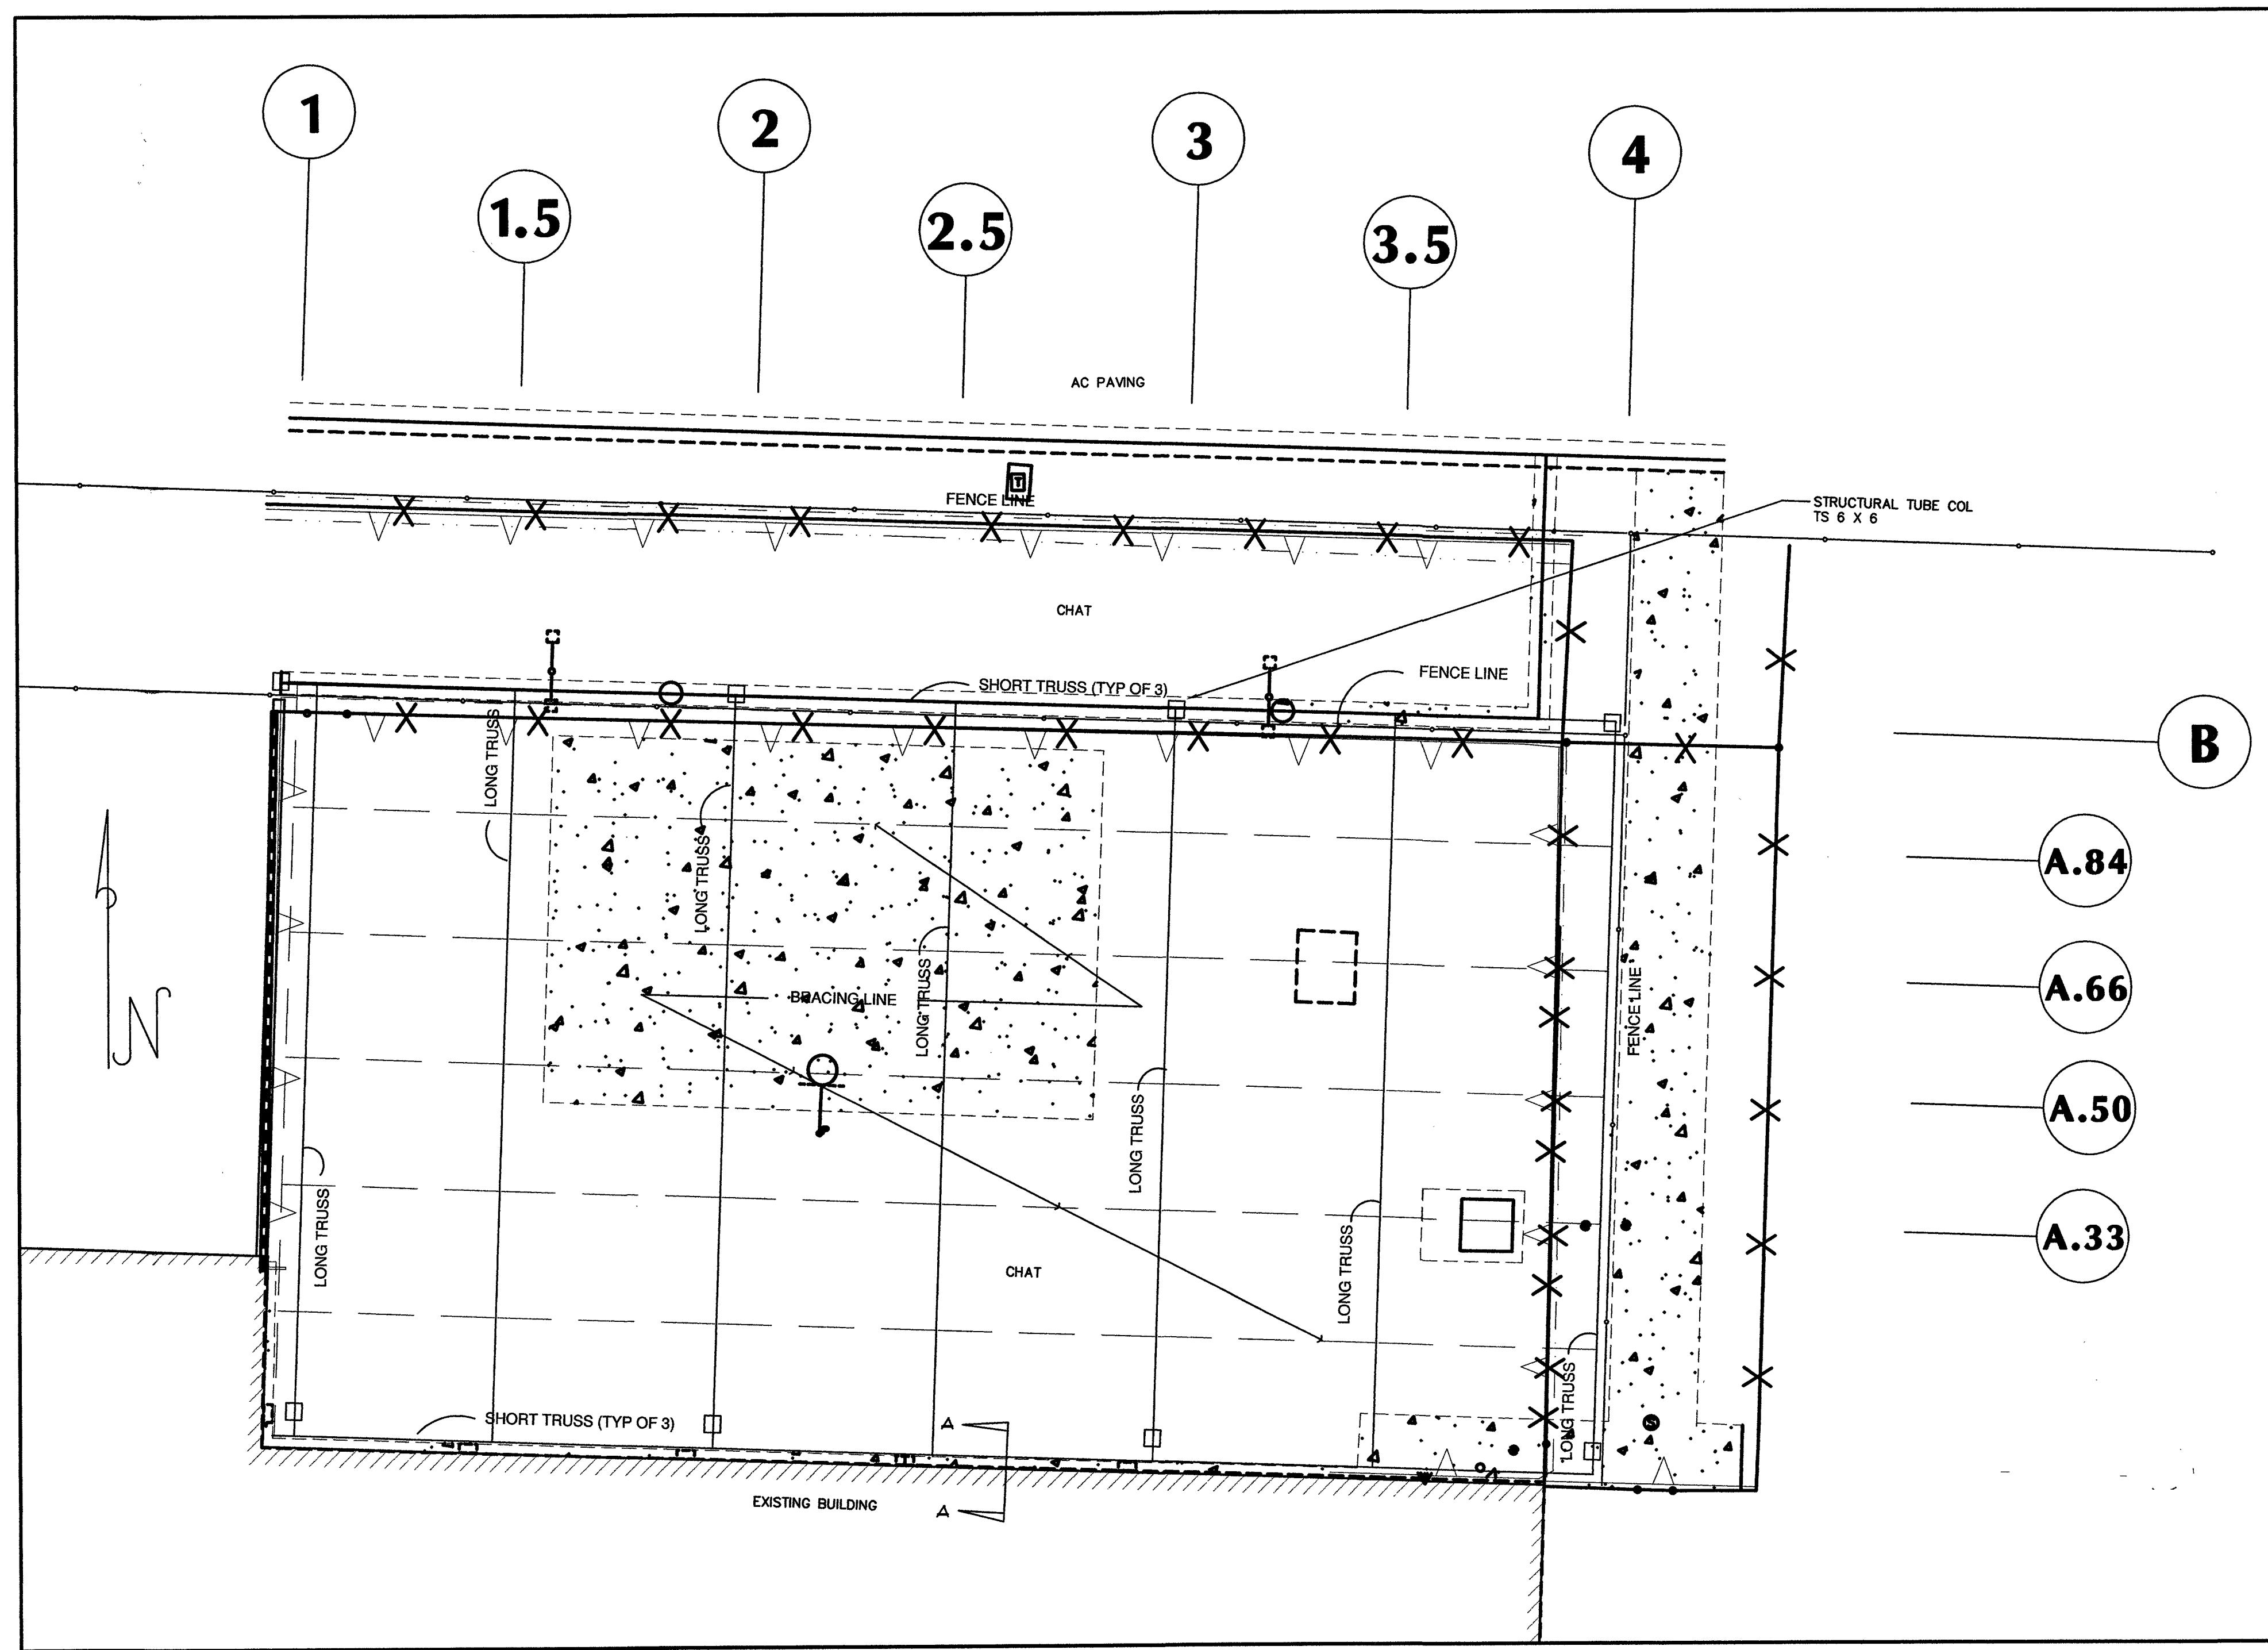 1
2
3
4
1.5
2.5
3.5
AC PAVING
T
FENCE LINE
STRUCTURAL TUBE COL
TS 6 X 6
CHAT
FENCE LINE
SHORT TRUSS (TYP OF 3)
B
LONG TRUSS
LONG TRUSS
A.84
LONG TRUSS
BRACING LINE
FENCE LINE
A.66
N
LONG TRUSS
A.50
LONG TRUSS
LONG TRUSS
A.33
CHAT
LONG TRUSS
SHORT TRUSS (TYP OF 3)
A
S
EXISTING BUILDING
A